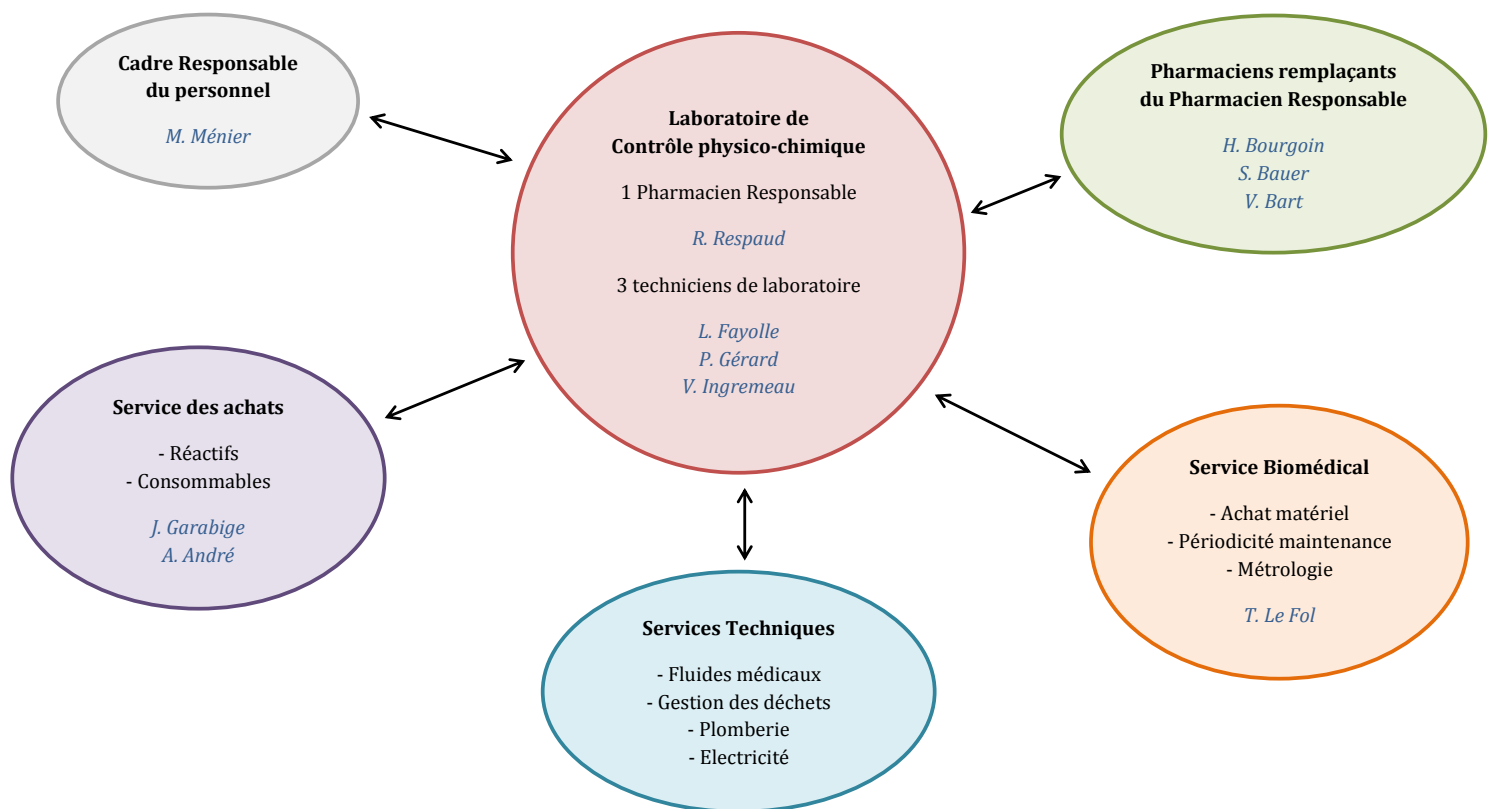 Cadre Responsable
du personnel
M. Ménier
Laboratoire de
Contrôle physico-chimique
1 Pharmacien Responsable
R. Respaud
3 techniciens de laboratoire
L. Fayolle
P. Gérard
V. Ingremeau
Pharmaciens remplaçants
du Pharmacien Responsable
H. Bourgoin
S. Bauer
V. Bart
Service des achats
- Réactifs
- Consommables
J. Garabige
A. André
Service Biomédical
- Achat matériel
- Périodicité maintenance
- Métrologie
T. Le Fol
Services Techniques
- Fluides médicaux
- Gestion des déchets
- Plomberie
- Electricité